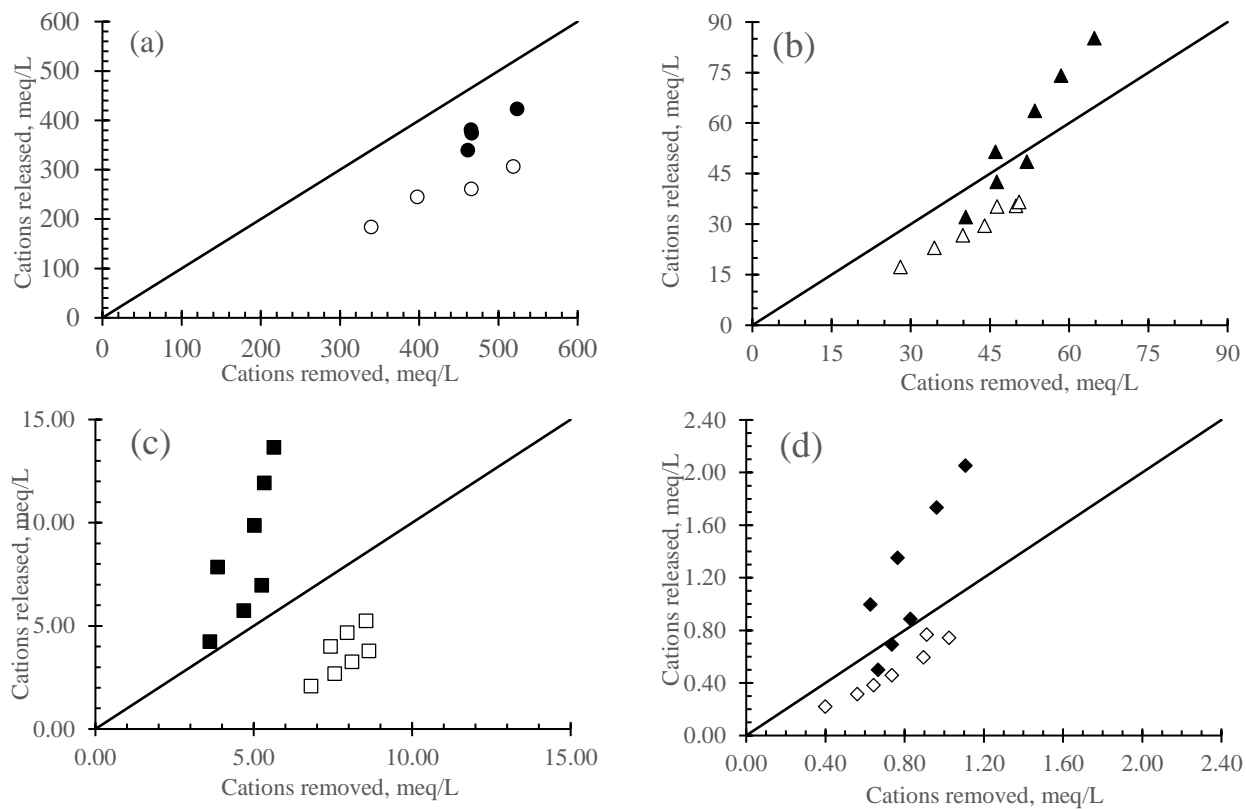 (a)
Cations released, meq/L
600
500
400
300
200
100
0
0 100 200 300 400 500 600
Cations removed, meq/L
(b)
Cations released, meq/L
90
75
60
45
30
15
0
0 15 30 45 60 75 90
Cations removed, meq/L
(c)
Cations released, meq/L
15.00
10.00
5.00
0.00
0.00 5.00 10.00 15.00
Cations removed, meq/L
(d)
Cations released, meq/L
2.40
2.00
1.60
1.20
0.80
0.40
0.00
0.00 0.40 0.80 1.20 1.60 2.00 2.40
Cations removed, meq/L